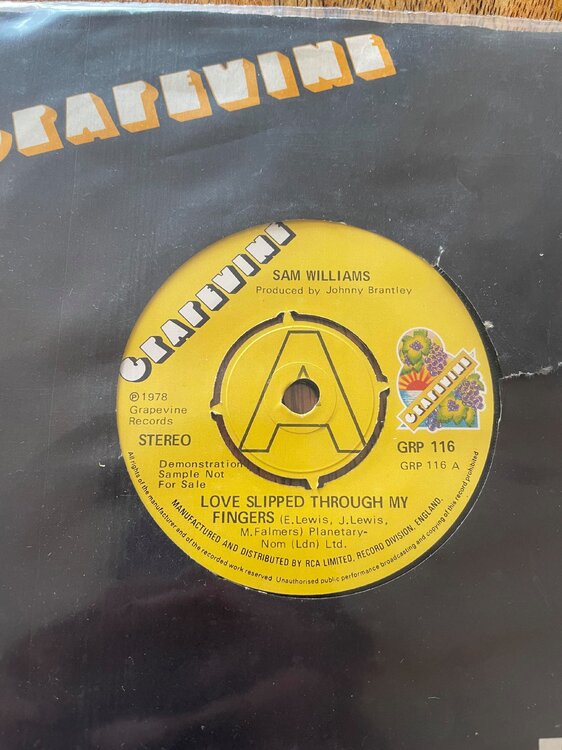 GRAPEVINE
GRAPEVINE
SAM WILLIAMS
Produced by Johnny Brantley
A
GRAPEVINE
℗ 1978
Grapevine
Records
STEREO
GRP 116
GRP 116 A
Demonstration
Sample Not
For Sale
LOVE SLIPPED THROUGH MY
FINGERS (E.Lewis, J.Lewis,
M.Falmers) Planetary-
Nom (Ldn) Ltd.
MANUFACTURED AND DISTRIBUTED BY RCA LIMITED, RECORD DIVISION, ENGLAND.
All rights of the manufacturer and of the recorded work reserved Unauthorised public performance broadcasting and copying of this record prohibited